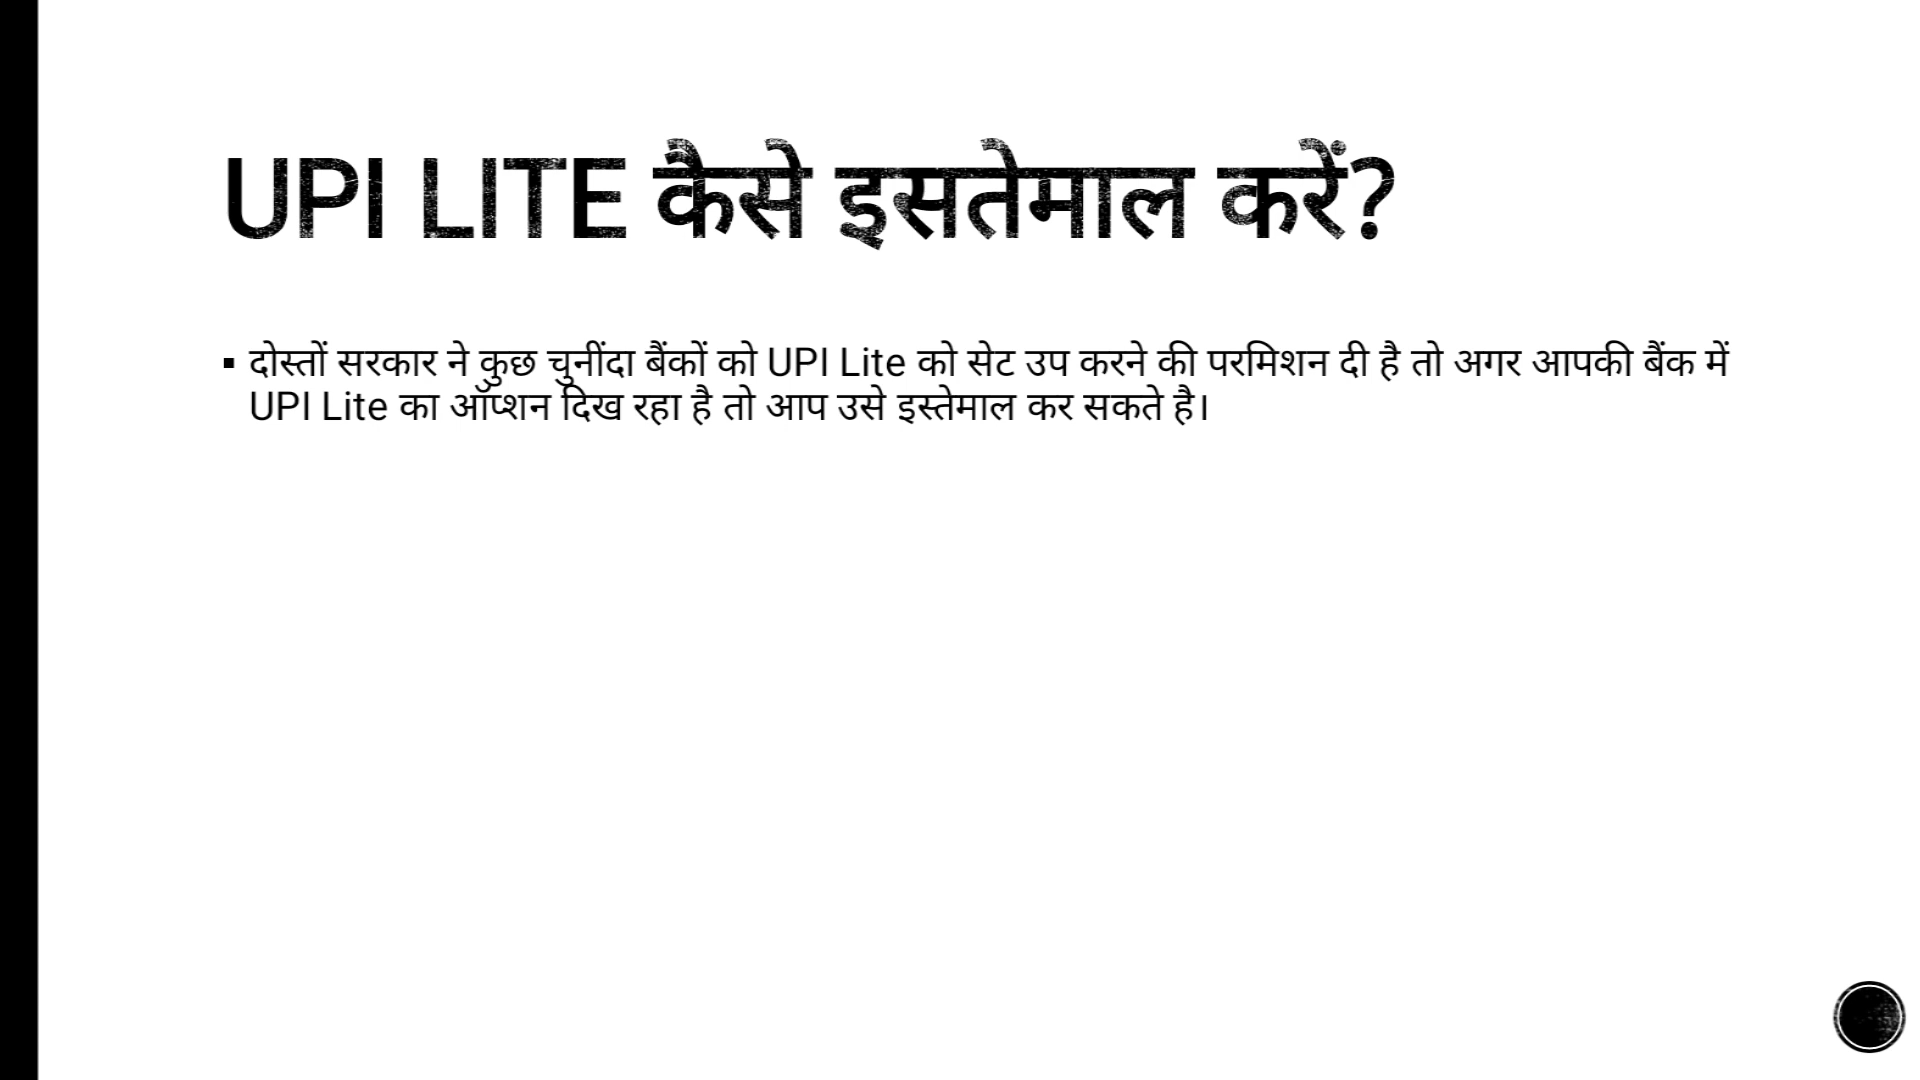 UPI LITE कैसे इसतेमाल करें?
▪ दोस्तों सरकार ने कुछ चुनींदा बैंकों को UPI Lite को सेट उप करने की परमिशन दी है तो अगर आपकी बैंक में
UPI Lite का ऑप्शन दिख रहा है तो आप उसे इस्तेमाल कर सकते है।